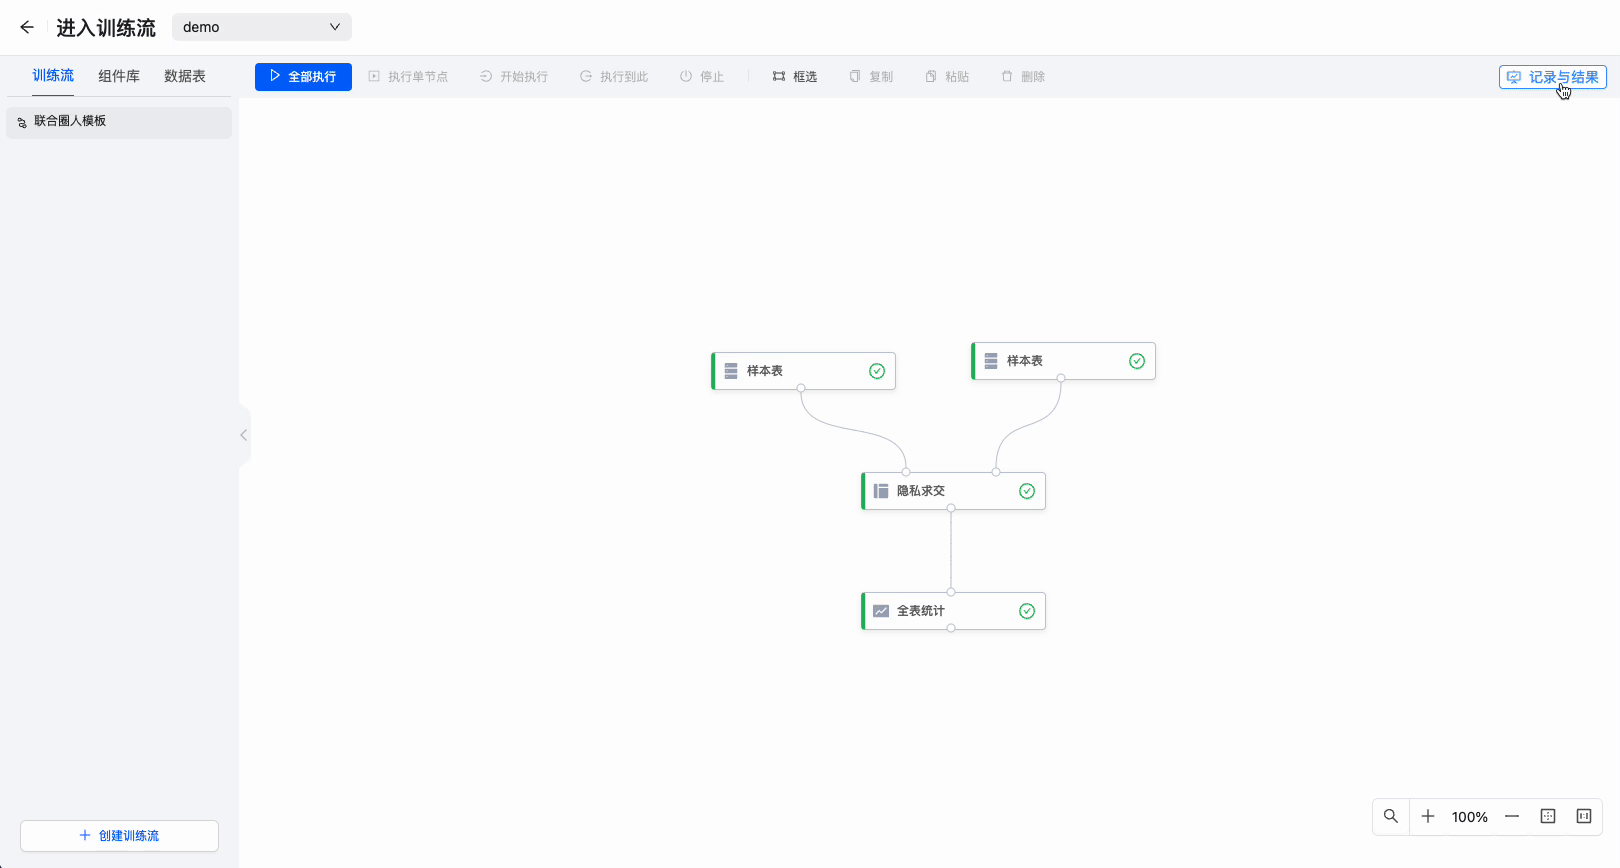 进入训练流
demo
训练流 组件库 数据表
全部执行 执行单节点 开始执行 执行到此 停止 框选 复制 粘贴 删除 记录与结果
联合圈人模板
样本表
样本表
隐私求交
全表统计
100%
创建训练流